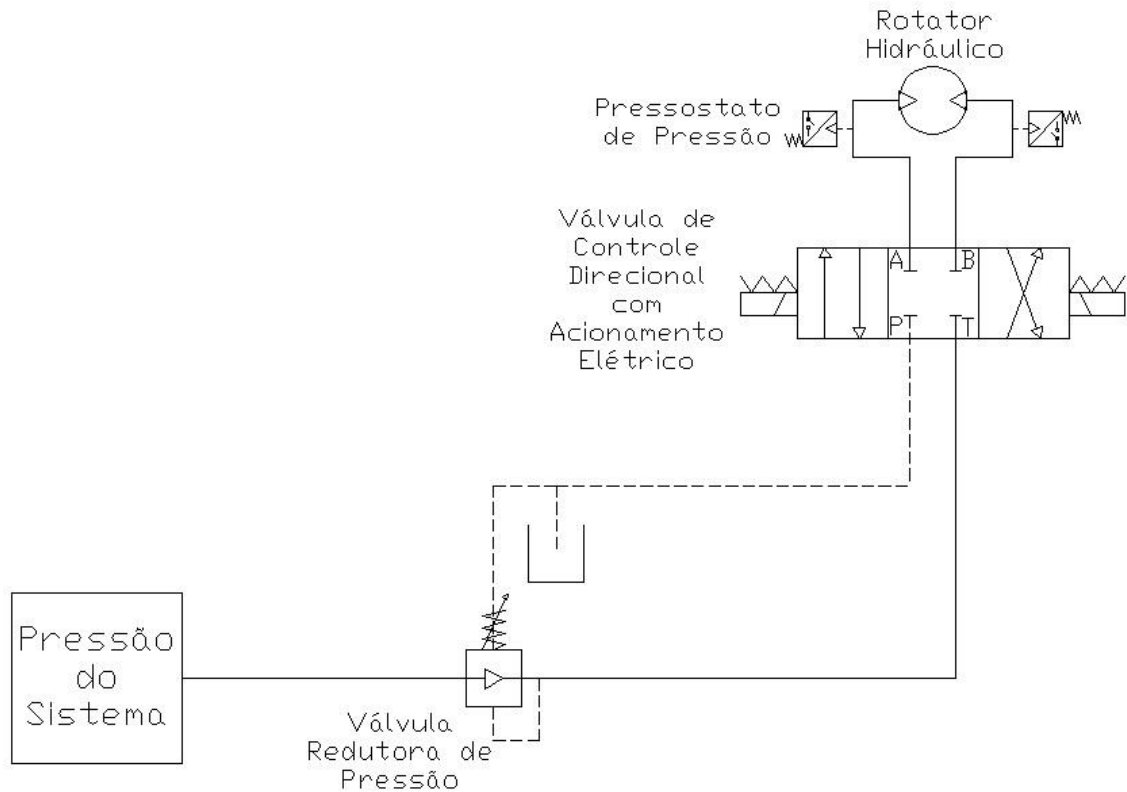 Rotator
Hidráulico
Pressostato
de Pressão
Válvula de
Controle
Direcional
com
Acionamento
Elétrico
A B
P T
Pressão
do
Sistema
Válvula
Redutora de
Pressão